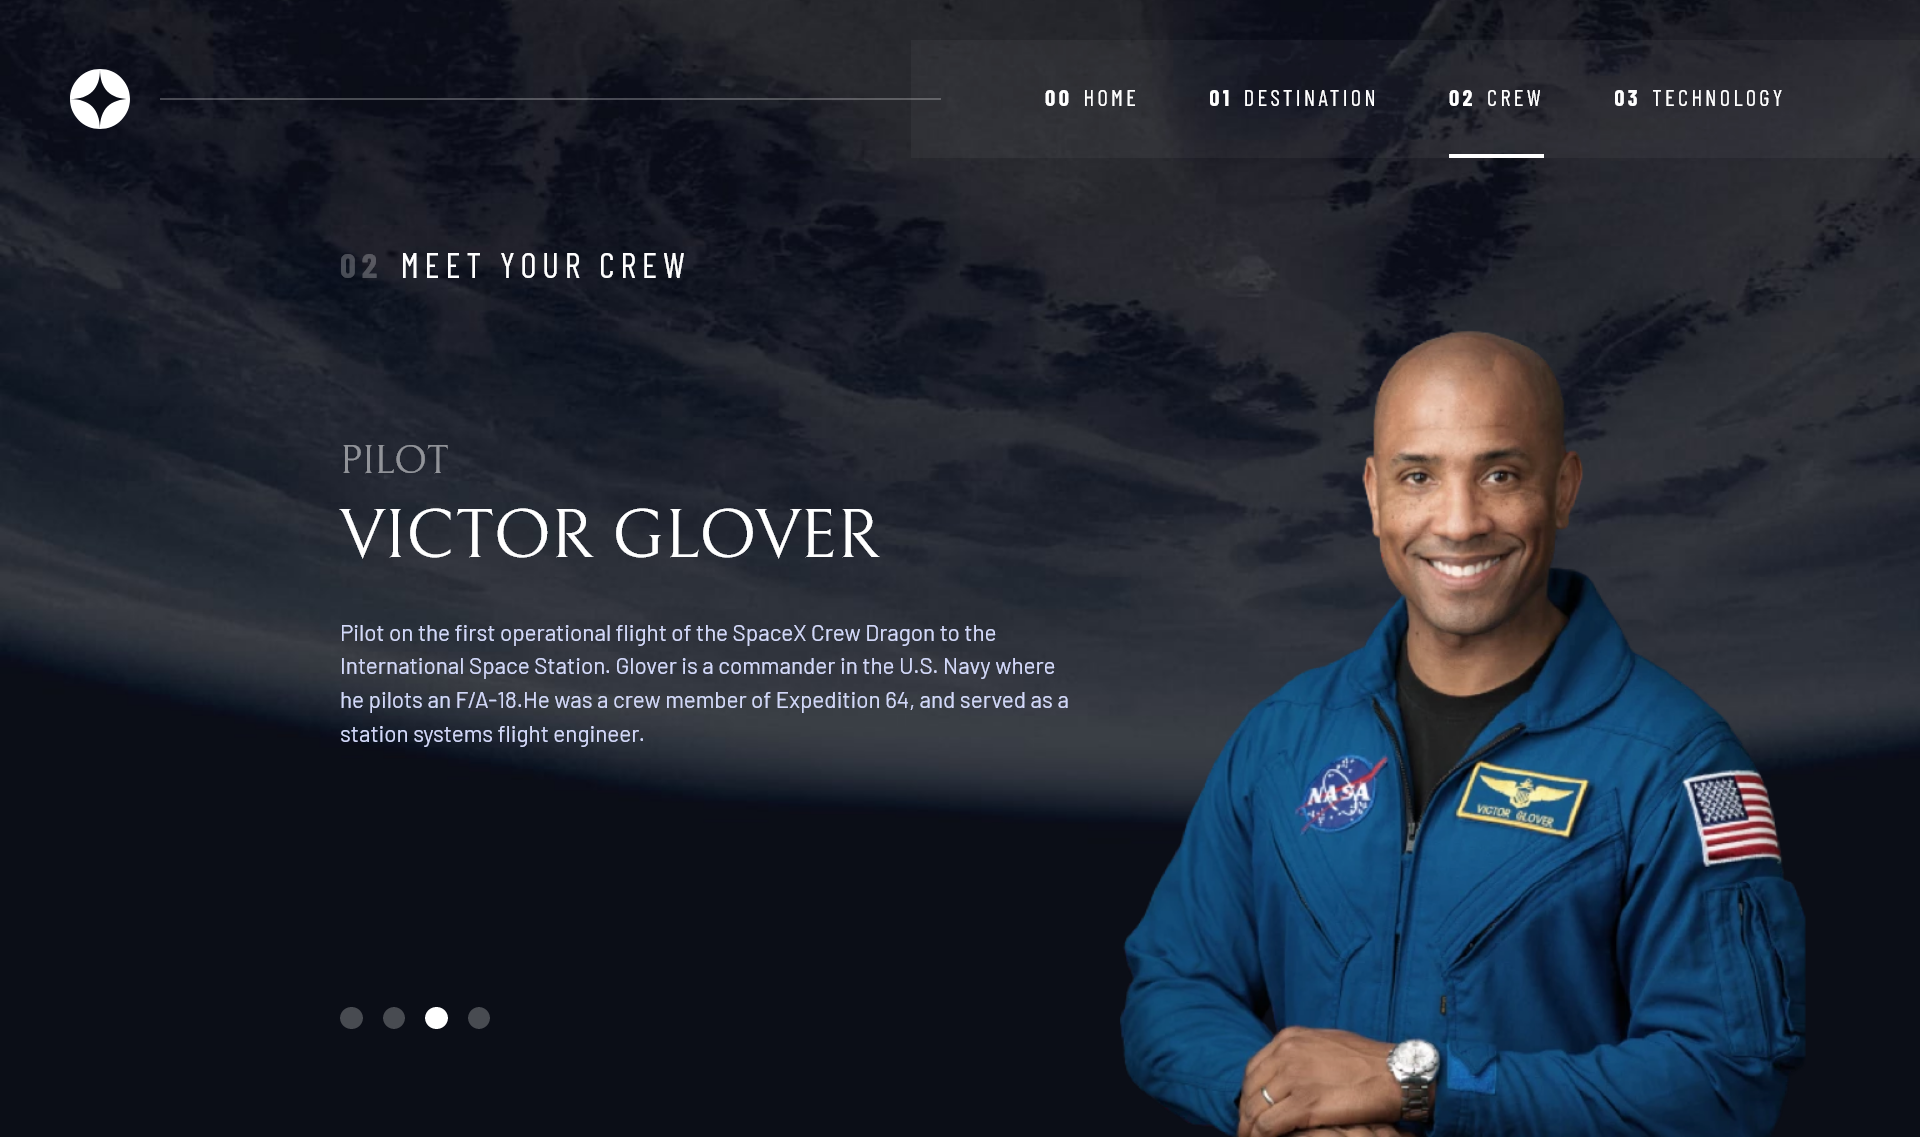 00 HOME 01 DESTINATION 02 CREW 03 TECHNOLOGY
02 MEET YOUR CREW
PILOT
VICTOR GLOVER
Pilot on the first operational flight of the SpaceX Crew Dragon to the
International Space Station. Glover is a commander in the U.S. Navy where
he pilots an F/A-18.He was a crew member of Expedition 64, and served as a
station systems flight engineer.
NASA
VICTOR GLOVER